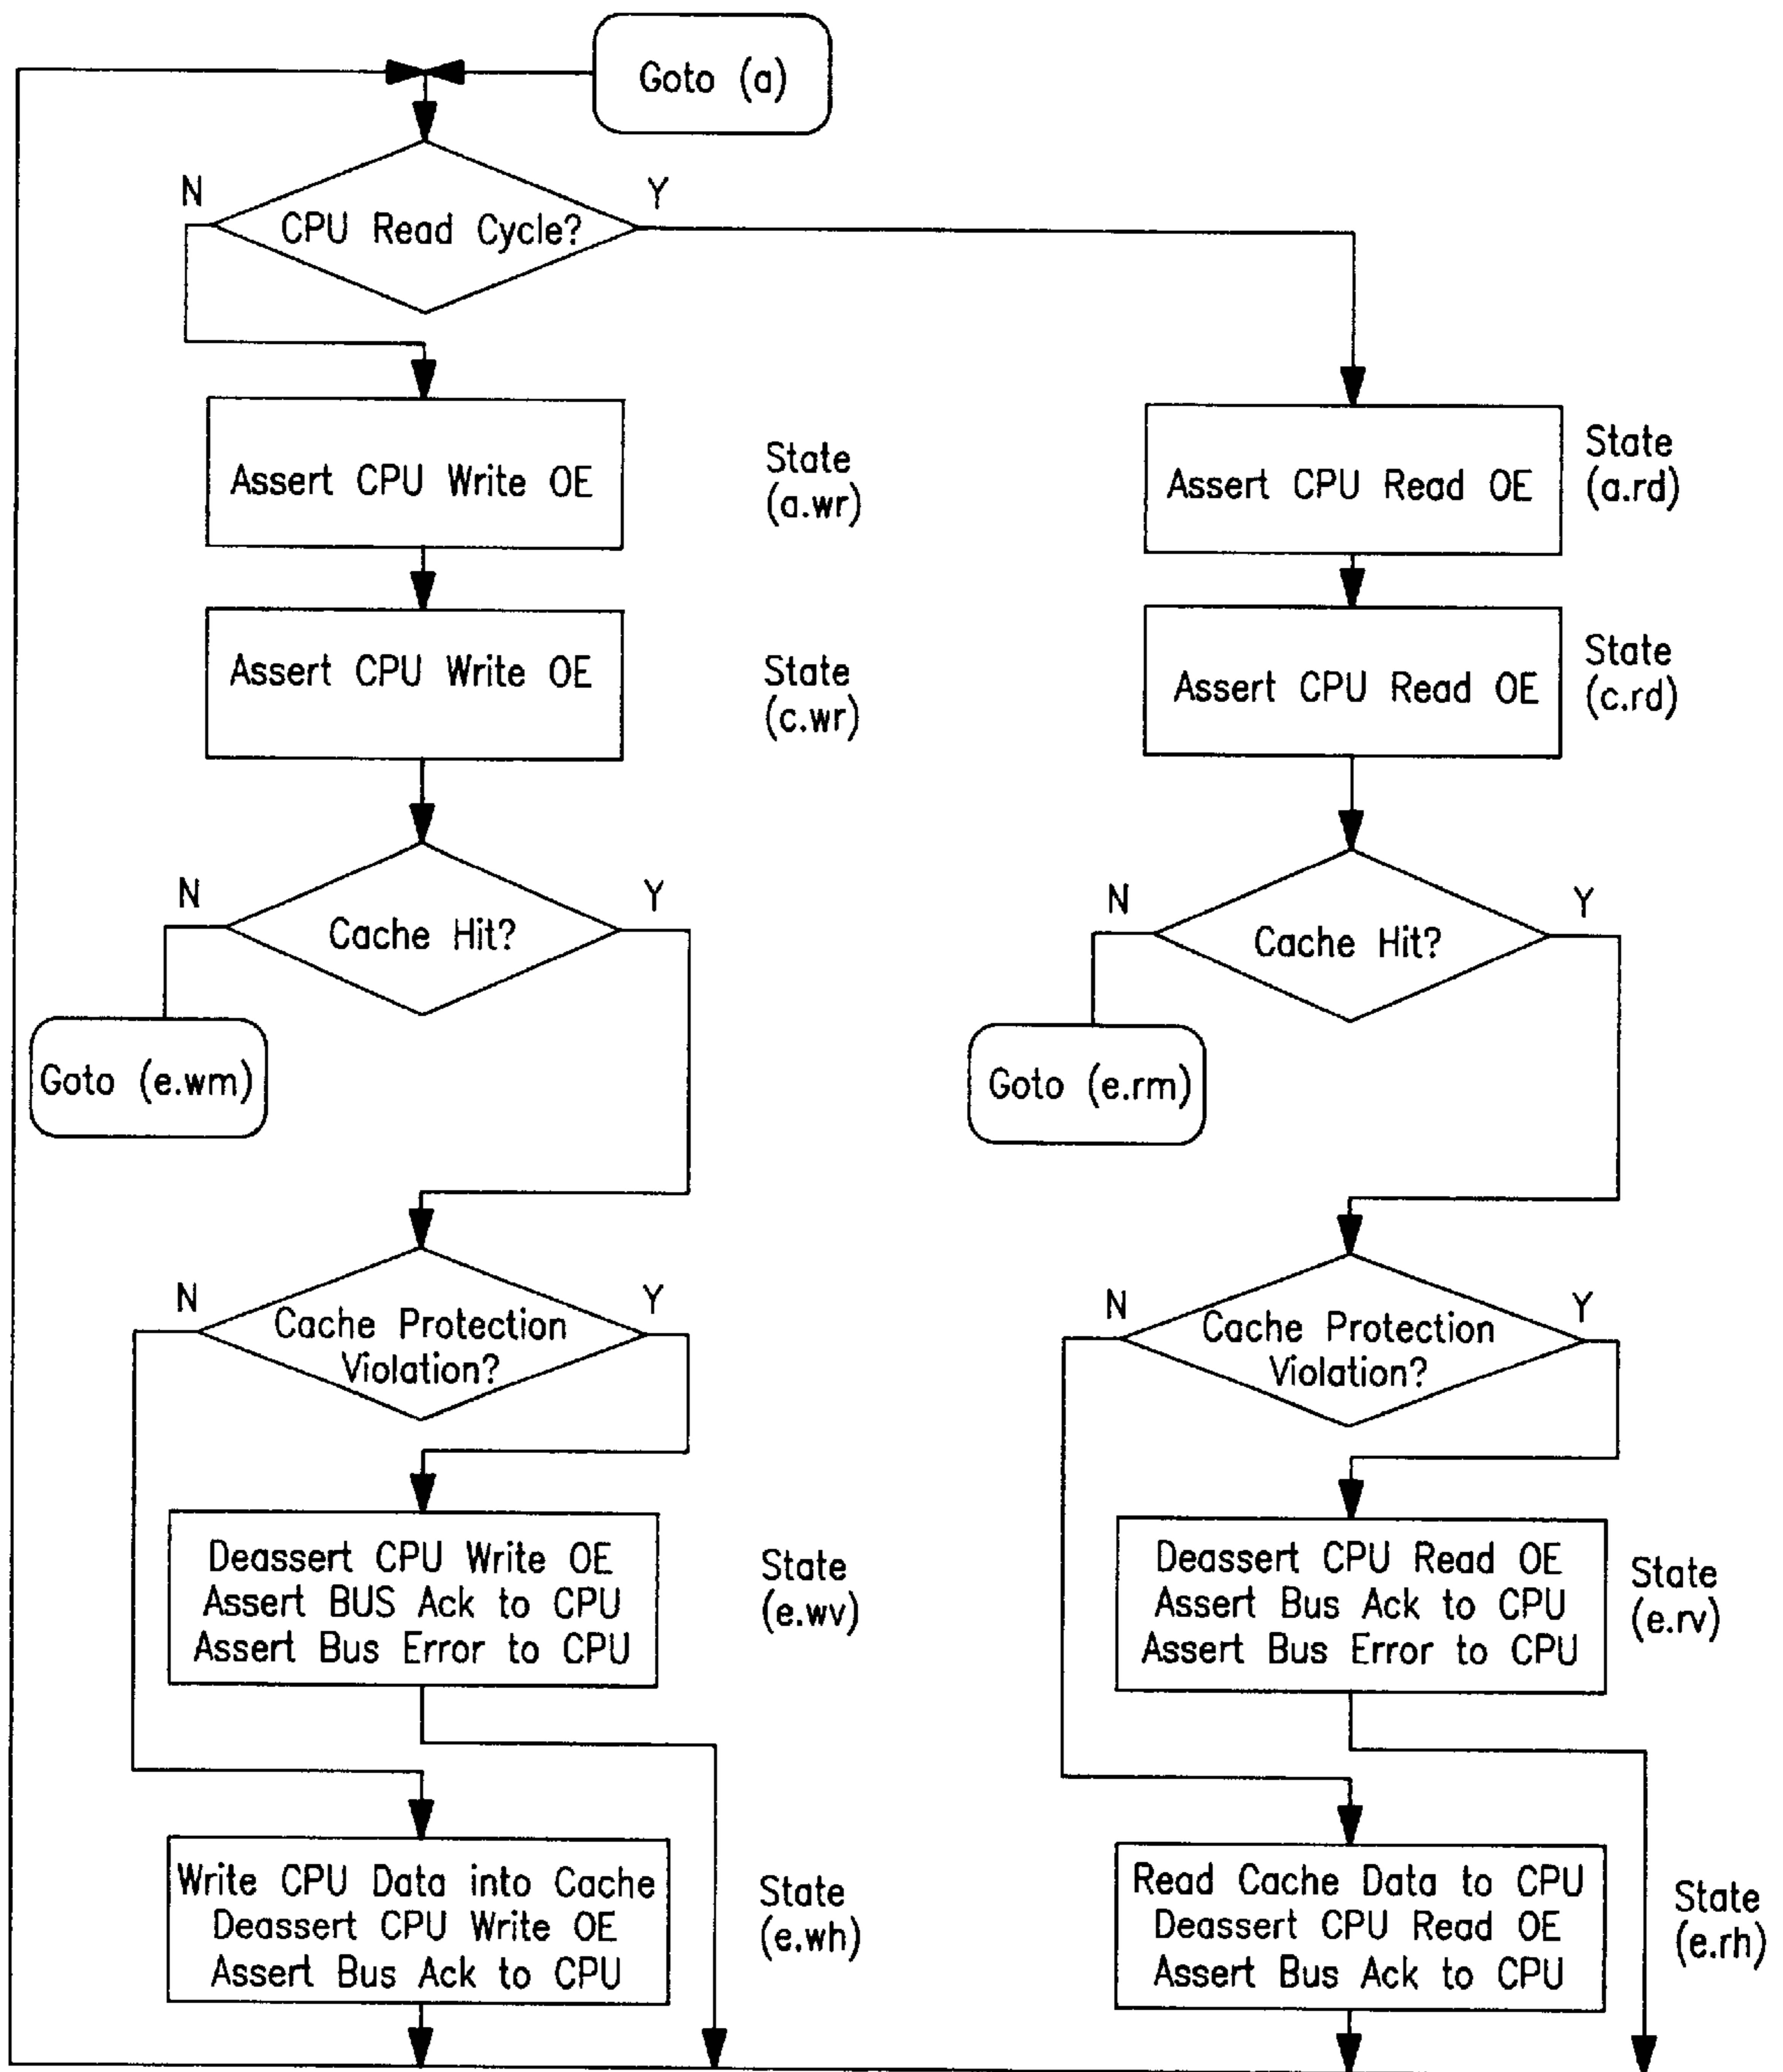 Goto (a)
N
Y
CPU Read Cycle?
Assert CPU Write OE
State
(a.wr)
Assert CPU Read OE
State
(a.rd)
Assert CPU Write OE
State
(c.wr)
Assert CPU Read OE
State
(c.rd)
N
Y
Cache Hit?
N
Y
Cache Hit?
Goto (e.wm)
Goto (e.rm)
N
Y
Cache Protection
Violation?
N
Y
Cache Protection
Violation?
Deassert CPU Write OE
Assert BUS Ack to CPU
Assert Bus Error to CPU
State
(e.wv)
Deassert CPU Read OE
Assert Bus Ack to CPU
Assert Bus Error to CPU
State
(e.rv)
Write CPU Data into Cache
Deassert CPU Write OE
Assert Bus Ack to CPU
State
(e.wh)
Read Cache Data to CPU
Deassert CPU Read OE
Assert Bus Ack to CPU
State
(e.rh)